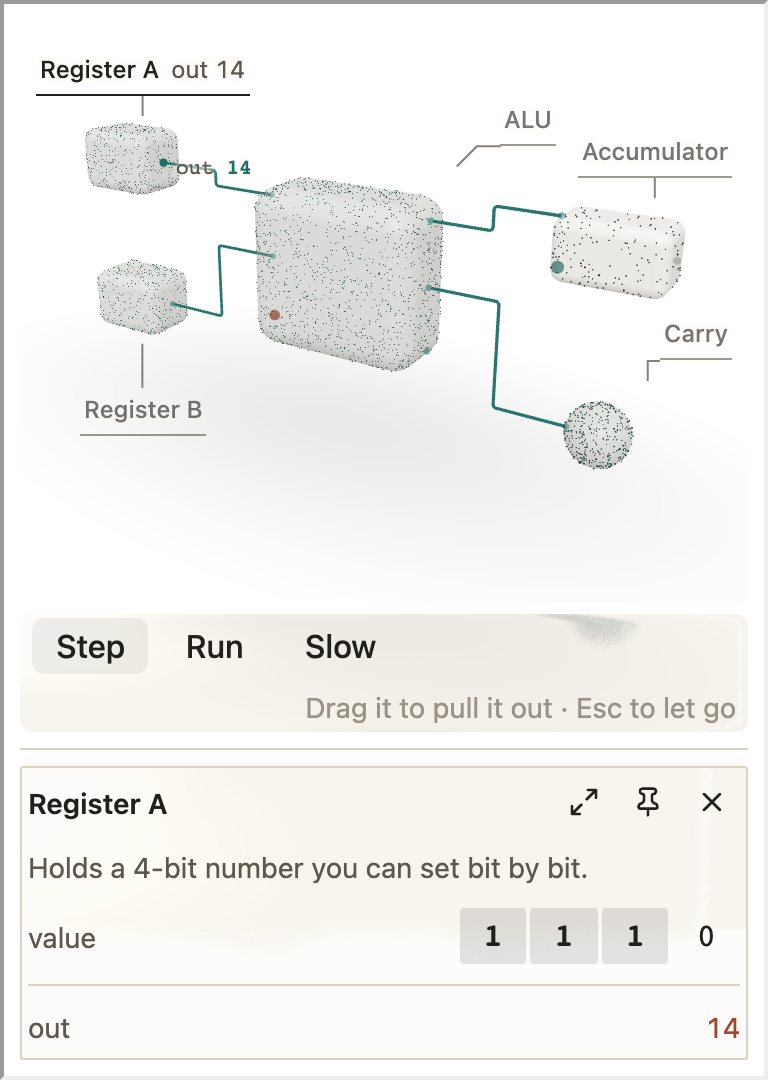 Register A out 14
ALU
Accumulator
out 14
Carry
Register B
Step Run Slow
Drag it to pull it out · Esc to let go
Register A
Holds a 4-bit number you can set bit by bit.
value 1 1 1 0
out 14